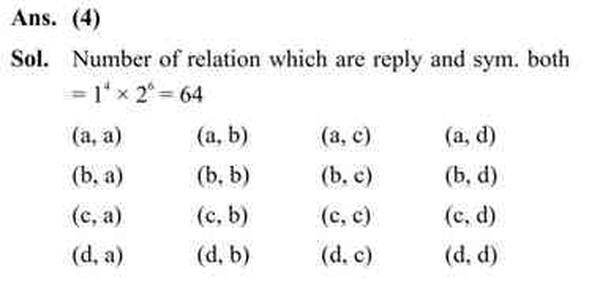 Ans. (4)
Sol. Number of relation which are reply and sym. both
= 1⁴ × 2⁶ = 64
(a, a) (a, b) (a, c) (a, d)
(b, a) (b, b) (b, c) (b, d)
(c, a) (c, b) (c, c) (c, d)
(d, a) (d, b) (d, c) (d, d)